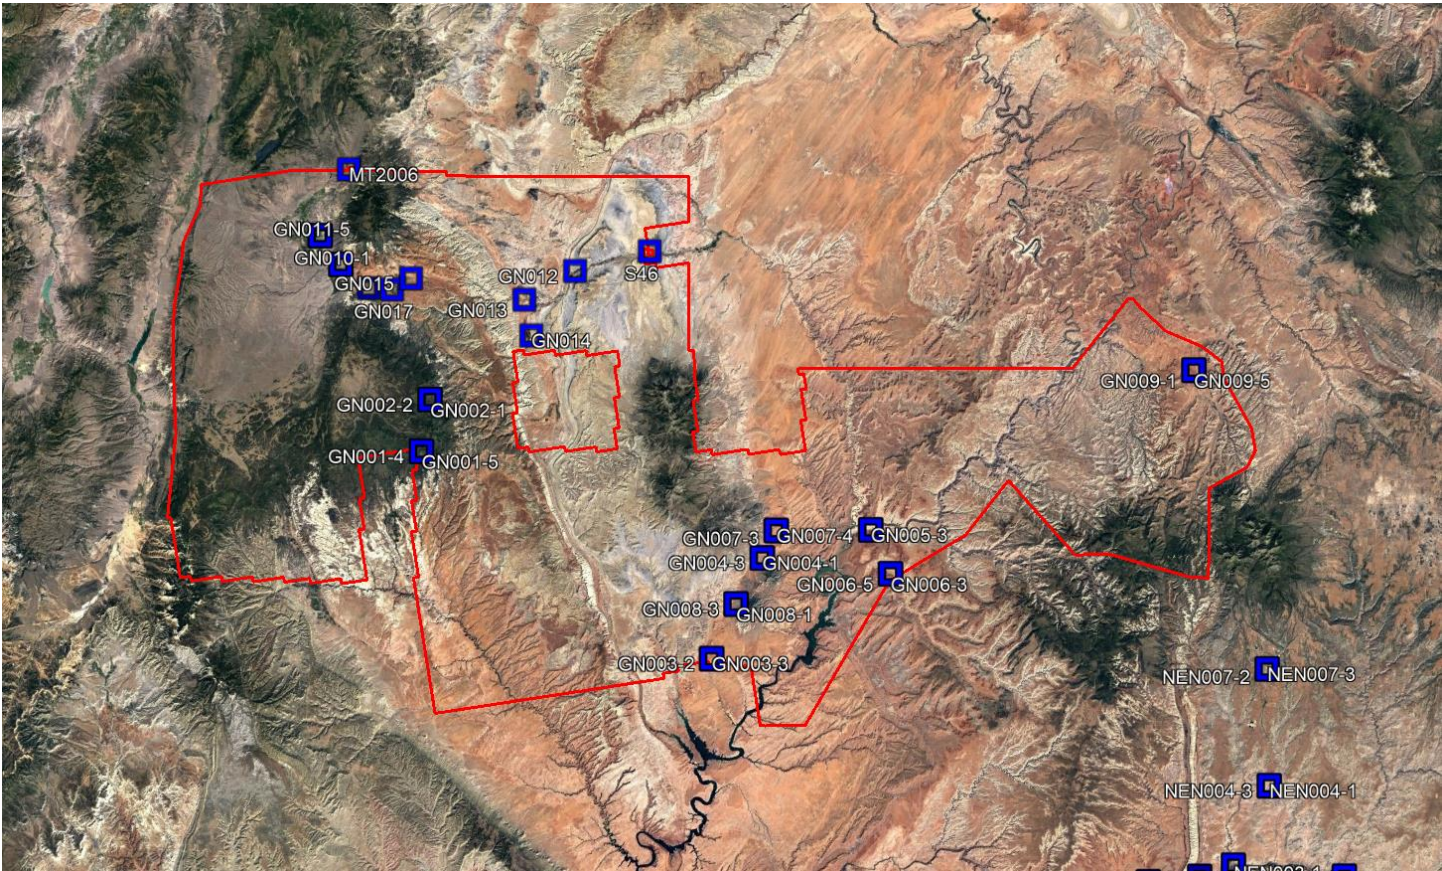 MT2006
GN011-5
GN010-1
GN015
GN017
GN012
S46
GN013
GN014
GN009-1 GN009-5
GN002-2 GN002-1
GN001-4 GN001-5
GN007-3 GN007-4 GN005-3
GN004-3 GN004-1
GN006-5 GN006-3
GN008-3 GN008-1
GN003-2 GN003-3
NEN007-2 NEN007-3
NEN004-3 NEN004-1